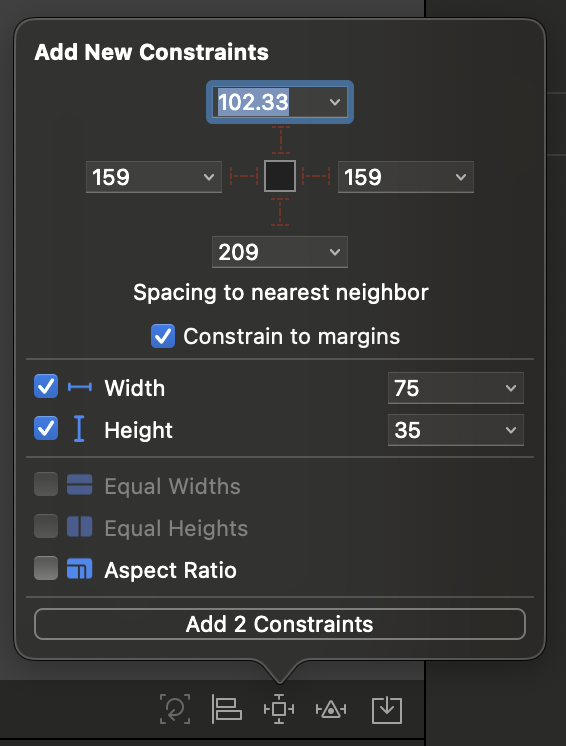 Add New Constraints
102.33
159 159
209
Spacing to nearest neighbor
Constrain to margins
Width 75
Height 35
Equal Widths
Equal Heights
Aspect Ratio
Add 2 Constraints